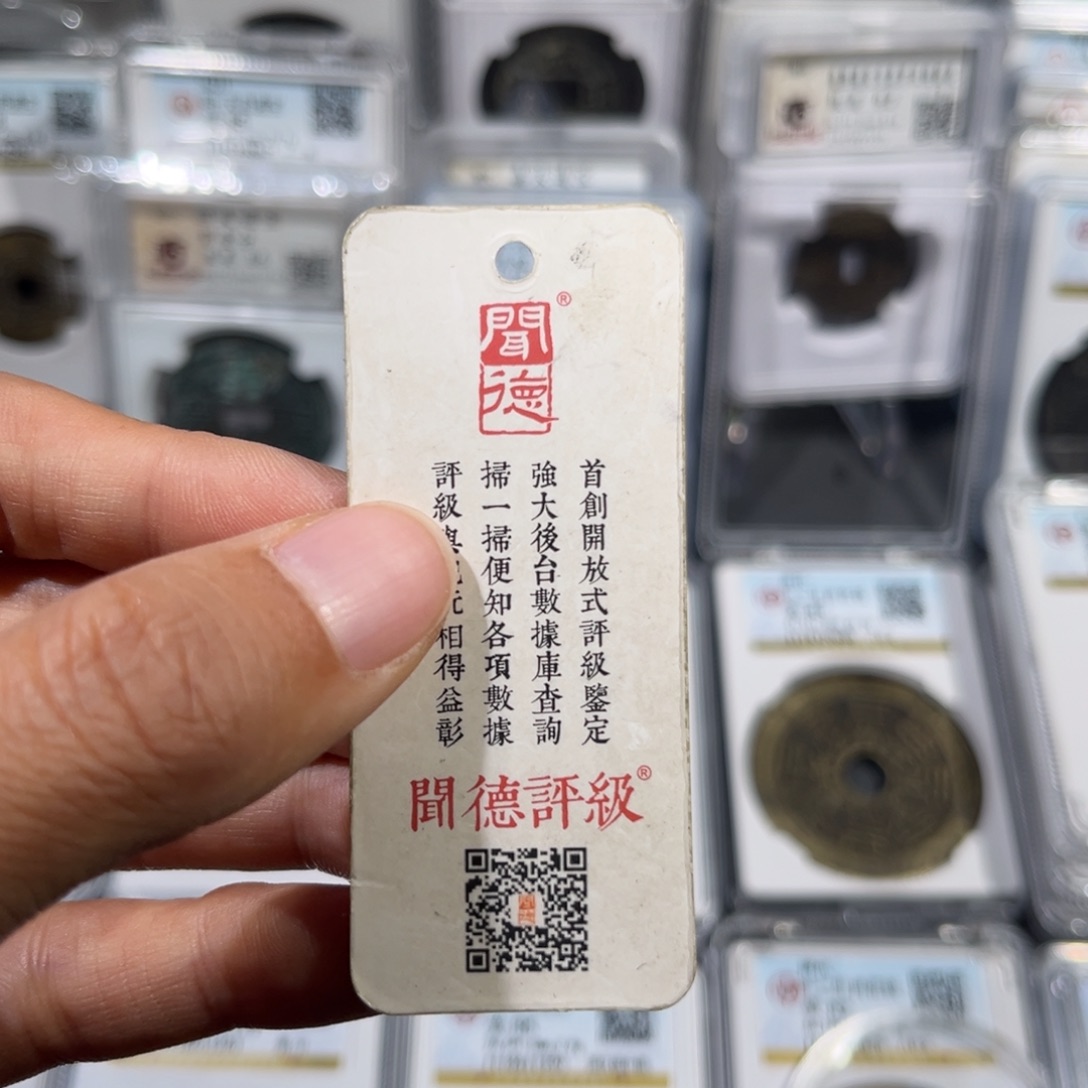 聞德
®
首創開放式評級鑒定
強大後台數據庫查詢
掃一掃便知各項數據
評級與 相得益彰
聞德評級®